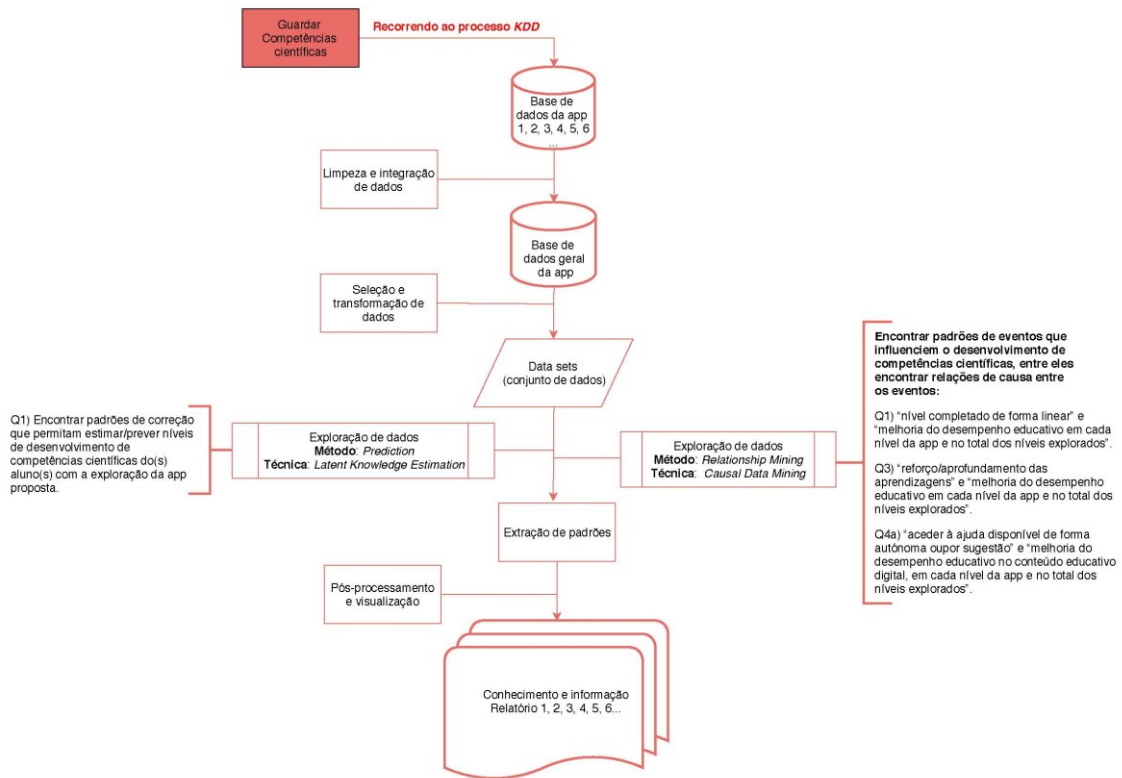 Guardar
Competências
científicas
Recorrendo ao processo KDD
Base de
dados da app
1, 2, 3, 4, 5, 6
...
Limpeza e integração
de dados
Base de
dados geral
da app
Seleção e
transformação de
dados
Data sets
(conjunto de dados)
Q1) Encontrar padrões de correção
que permitam estimar/prever níveis
de desenvolvimento de
competências científicas do(s)
aluno(s) com a exploração da app
proposta.
Exploração de dados
Método: Prediction
Técnica: Latent Knowledge Estimation
Exploração de dados
Método: Relationship Mining
Técnica: Causal Data Mining
Encontrar padrões de eventos que
influenciem o desenvolvimento de
competências científicas, entre eles
encontrar relações de causa entre
os eventos:
Q1) “nível completado de forma linear” e
“melhoria do desempenho educativo em cada
nível da app e no total dos níveis explorados”.
Q3) “reforço/aprofundamento das
aprendizagens” e “melhoria do desempenho
educativo em cada nível da app e no total dos
níveis explorados”.
Q4a) “aceder à ajuda disponível de forma
autónoma oupor sugestão” e “melhoria do
desempenho educativo no conteúdo educativo
digital, em cada nível da app e no total dos
níveis explorados”.
Extração de padrões
Pós-processamento
e visualização
Conhecimento e informação
Relatório 1, 2, 3, 4, 5, 6...